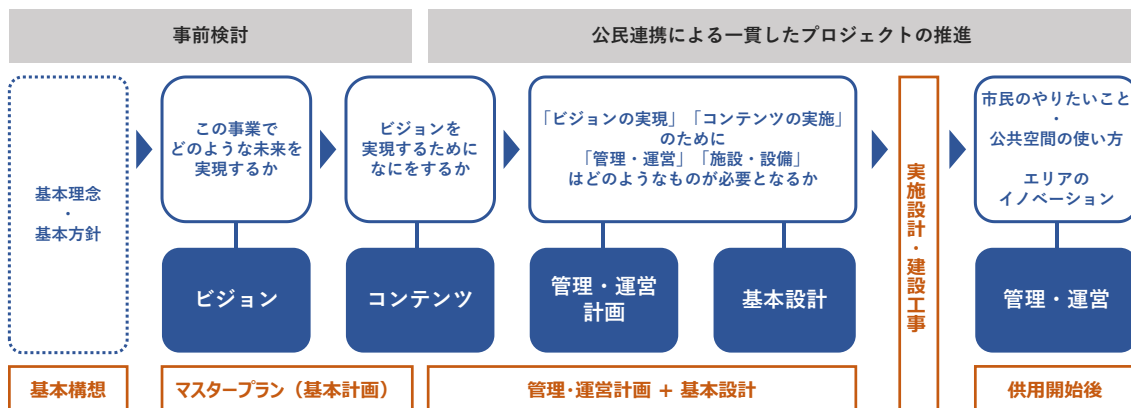 事前検討
公民連携による一貫したプロジェクトの推進
基本理念
・
基本方針
この事業で
どのような未来を
実現するか
ビジョンを
実現するために
なにをするか
「ビジョンの実現」「コンテンツの実施」
のために
「管理・運営」「施設・設備」
はどのようなものが必要となるか
実施設計・建設工事
市民のやりたいこと
・
公共空間の使い方
エリアの
イノベーション
ビジョン
コンテンツ
管理・運営
計画
基本設計
管理・運営
基本構想
マスタープラン（基本計画）
管理・運営計画 + 基本設計
供用開始後